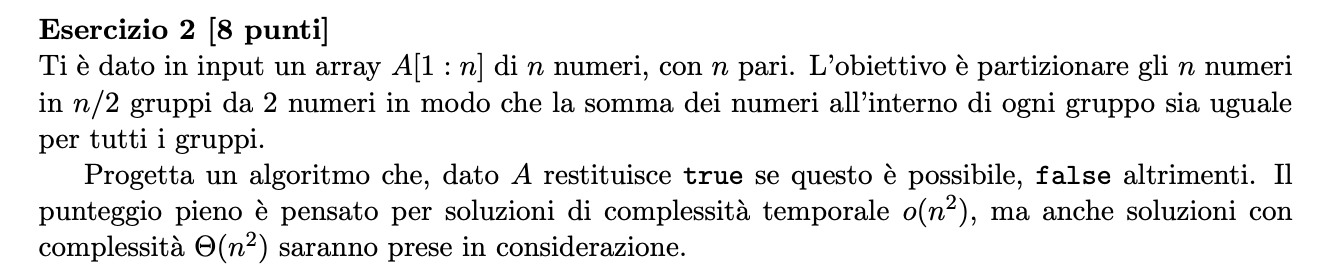 Esercizio 2 [8 punti]
Ti è dato in input un array A[1 : n] di n numeri, con n pari. L'obiettivo è partizionare gli n numeri
in n/2 gruppi da 2 numeri in modo che la somma dei numeri all'interno di ogni gruppo sia uguale
per tutti i gruppi.
Progetta un algoritmo che, dato A restituisce true se questo è possibile, false altrimenti. Il
punteggio pieno è pensato per soluzioni di complessità temporale o(n²), ma anche soluzioni con
complessità Θ(n²) saranno prese in considerazione.